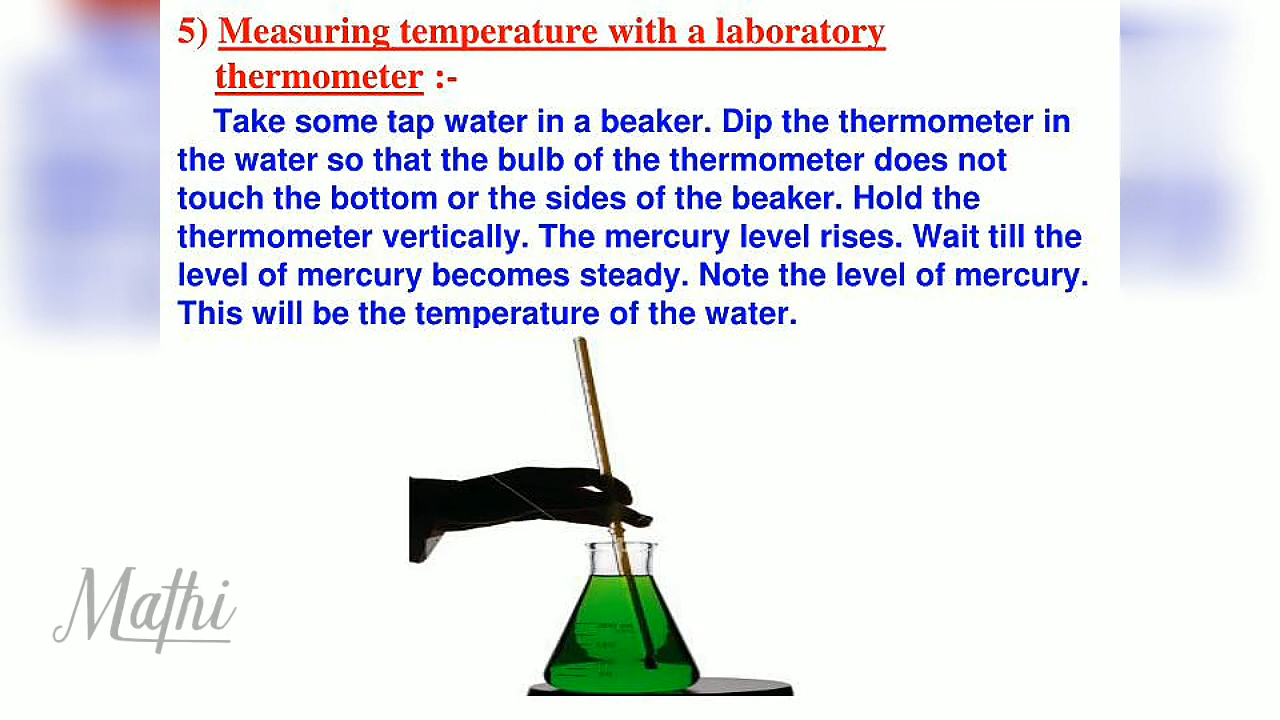 5) Measuring temperature with a laboratory
thermometer :-
Take some tap water in a beaker. Dip the thermometer in
the water so that the bulb of the thermometer does not
touch the bottom or the sides of the beaker. Hold the
thermometer vertically. The mercury level rises. Wait till the
level of mercury becomes steady. Note the level of mercury.
This will be the temperature of the water.
Mathi